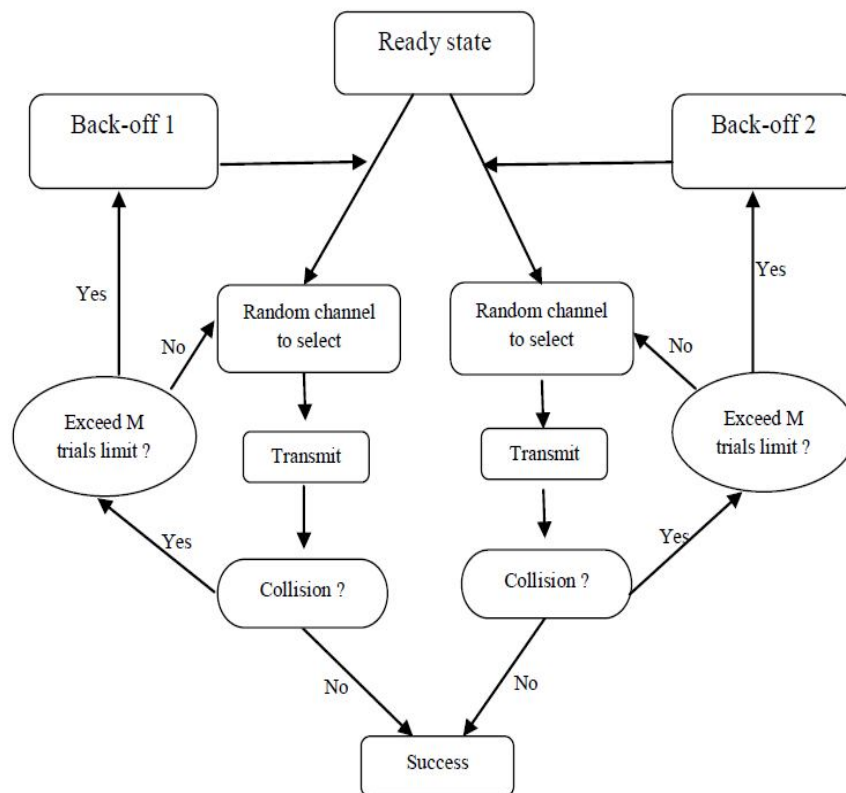 Ready state
Back-off 1
Back-off 2
Yes
Yes
Random channel
to select
Random channel
to select
No
No
Exceed M
trials limit ?
Exceed M
trials limit ?
Transmit
Transmit
Yes
Yes
Collision ?
Collision ?
No
No
Success